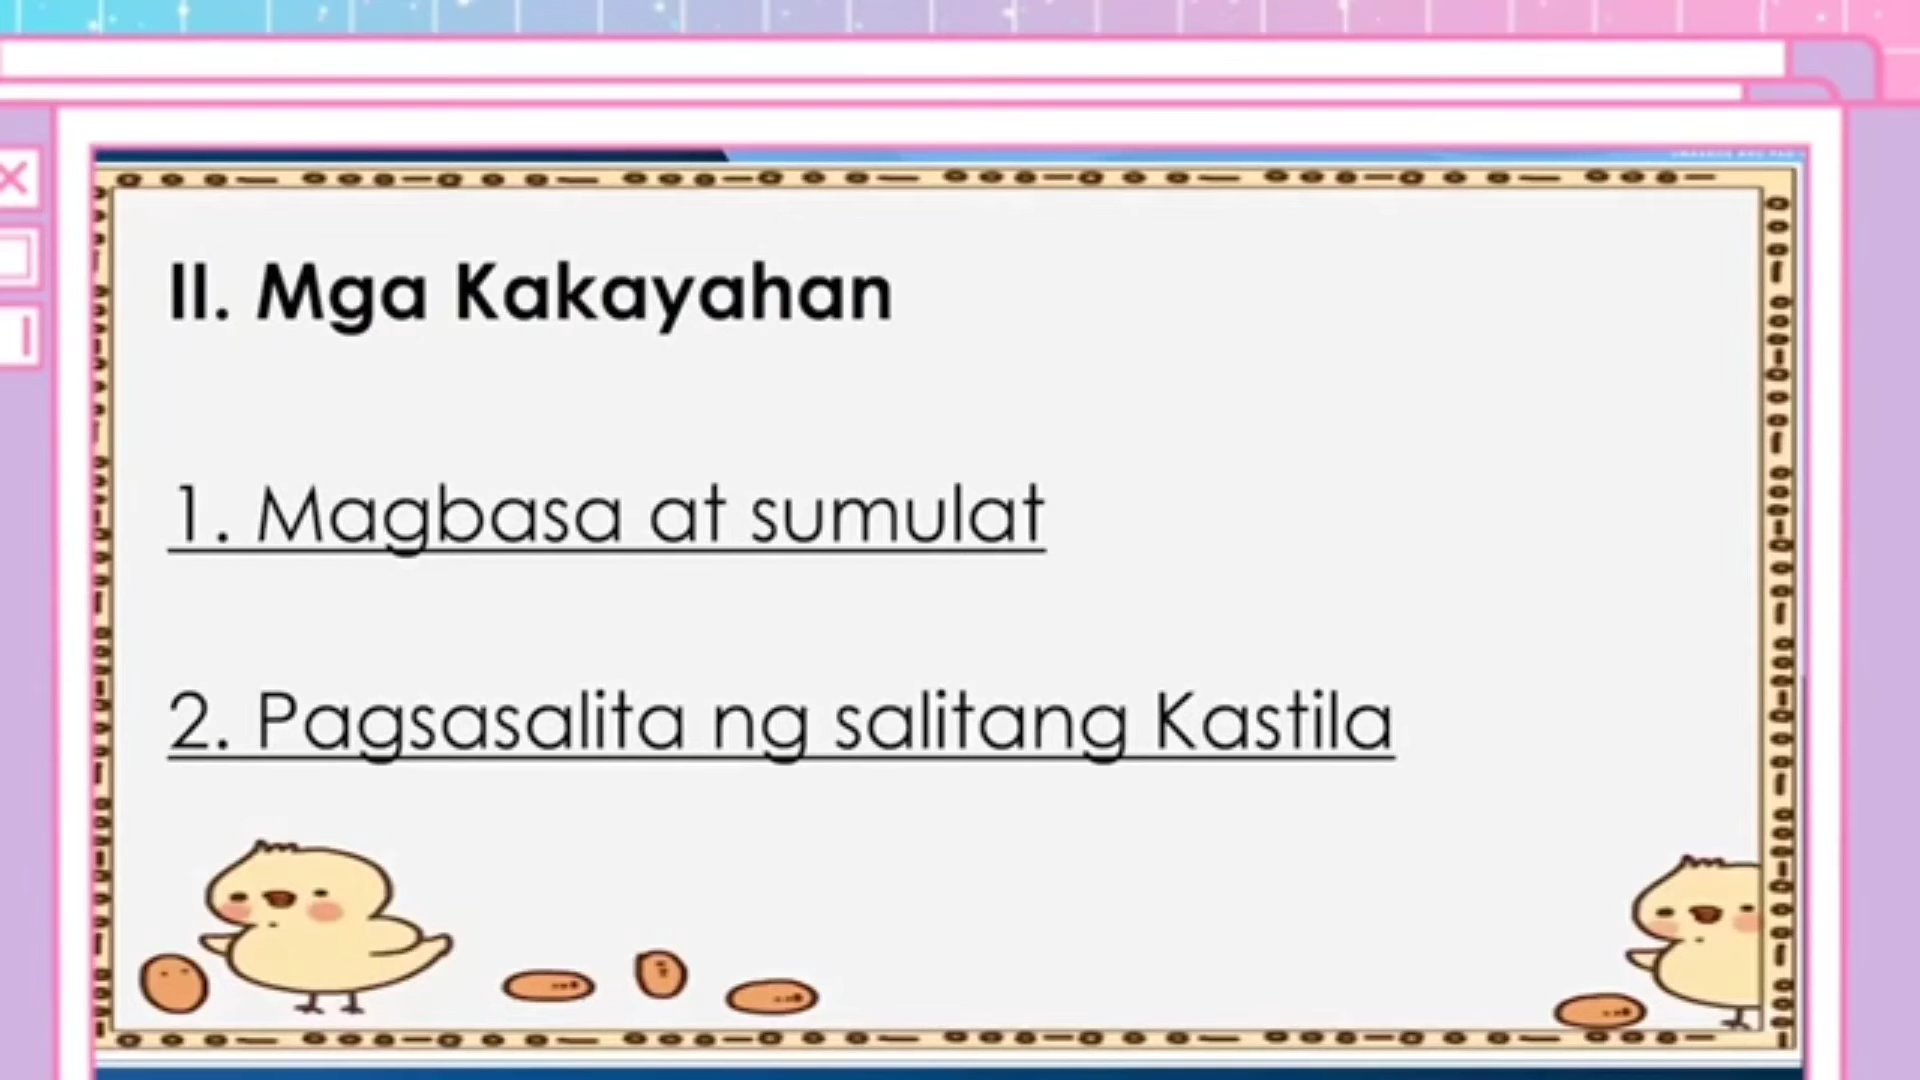 II. Mga Kakayahan
1. Magbasa at sumulat
2. Pagsasalita ng salitang Kastila